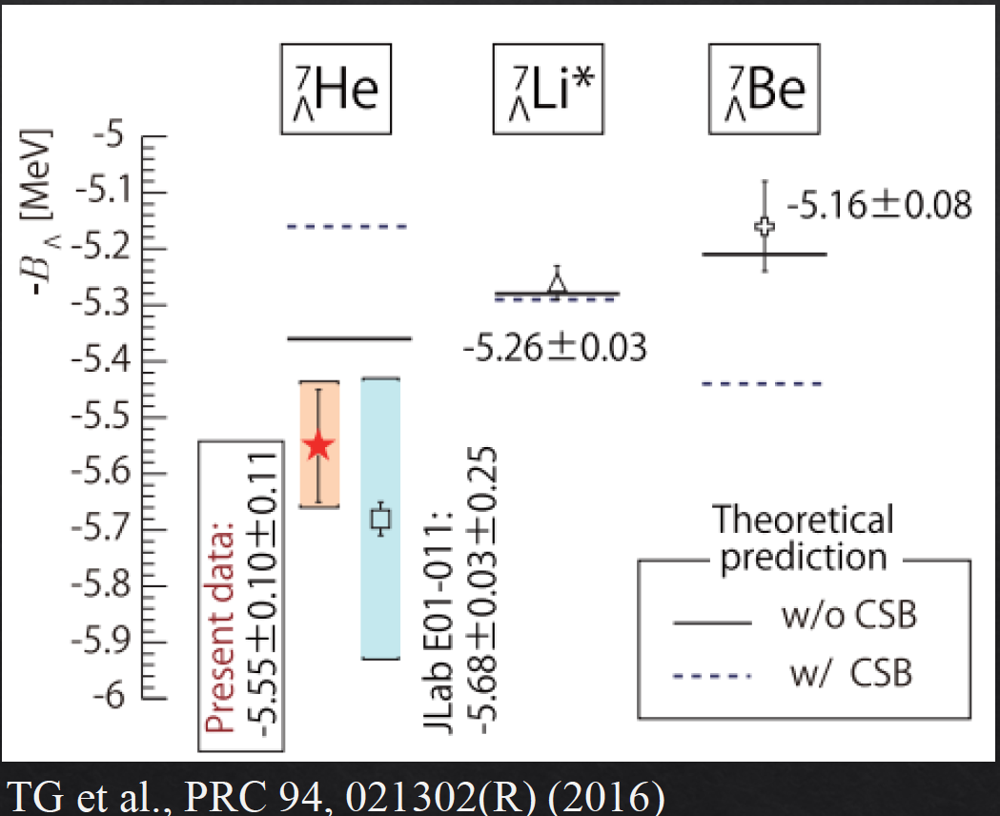 ⁷ΛHe
⁷ΛLi*
⁷ΛBe
-B_Λ [MeV]
-5
-5.1
-5.2
-5.3
-5.4
-5.5
-5.6
-5.7
-5.8
-5.9
-6
-5.16±0.08
-5.26±0.03
Present data:
-5.55±0.10±0.11
JLab E01-011:
-5.68±0.03±0.25
Theoretical
prediction
w/o CSB
w/ CSB
TG et al., PRC 94, 021302(R) (2016)